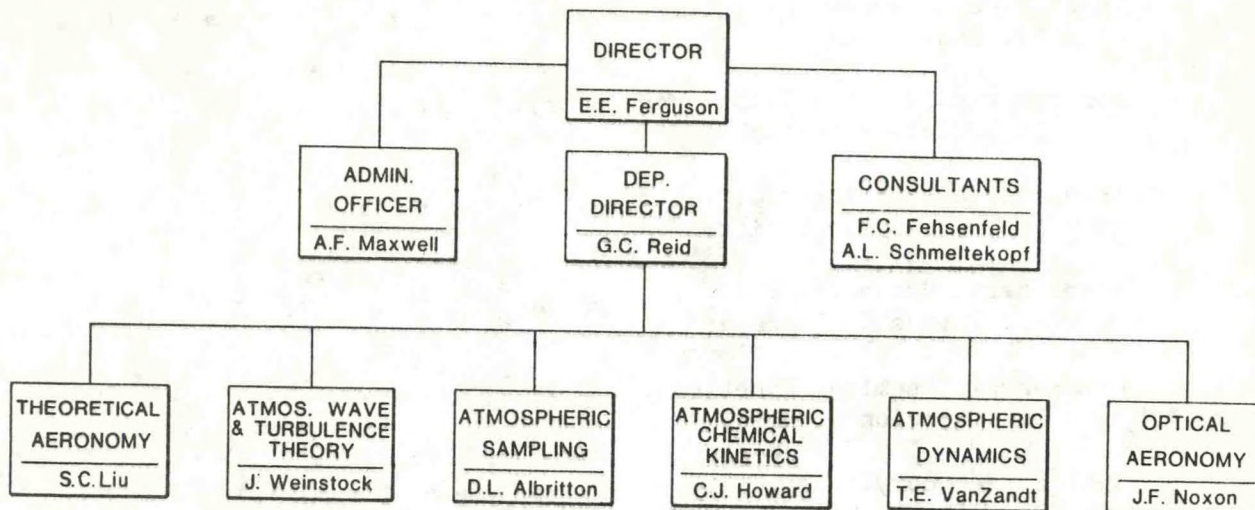 DIRECTOR
E.E. Ferguson
ADMIN.
OFFICER
A.F. Maxwell
DEP.
DIRECTOR
G.C. Reid
CONSULTANTS
F.C. Fehsenfeld
A.L. Schmeltekopf
THEORETICAL
AERONOMY
S.C. Liu
ATMOS. WAVE
& TURBULENCE
THEORY
J. Weinstock
ATMOSPHERIC
SAMPLING
D.L. Albritton
ATMOSPHERIC
CHEMICAL
KINETICS
C.J. Howard
ATMOSPHERIC
DYNAMICS
T.E. VanZandt
OPTICAL
AERONOMY
J.F. Noxon